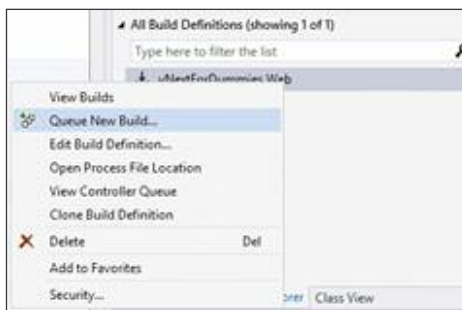 All Build Definitions (showing 1 of 1)
Type here to filter the list
vNextForDummies.Web
View Builds
Queue New Build...
Edit Build Definition...
Open Process File Location
View Controller Queue
Clone Build Definition
Delete Del
Add to Favorites
Security...
orer Class View